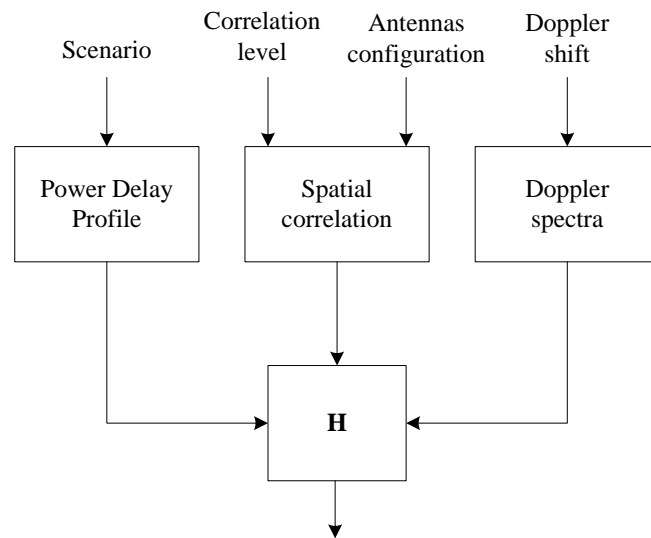 Scenario
Correlation
level
Antennas
configuration
Doppler
shift
Power Delay
Profile
Spatial
correlation
Doppler
spectra
H